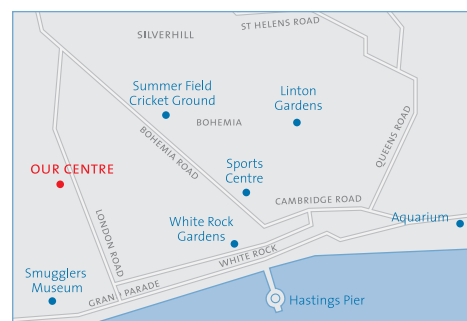 ST HELENS ROAD
SILVERHILL
Summer Field
Cricket Ground
Linton
Gardens
BOHEMIA
QUEENS ROAD
BOHEMIA ROAD
OUR CENTRE
Sports
Centre
CAMBRIDGE ROAD
LONDON ROAD
White Rock
Gardens
Aquarium
WHITE ROCK
Smugglers
Museum
GRAND PARADE
Hastings Pier